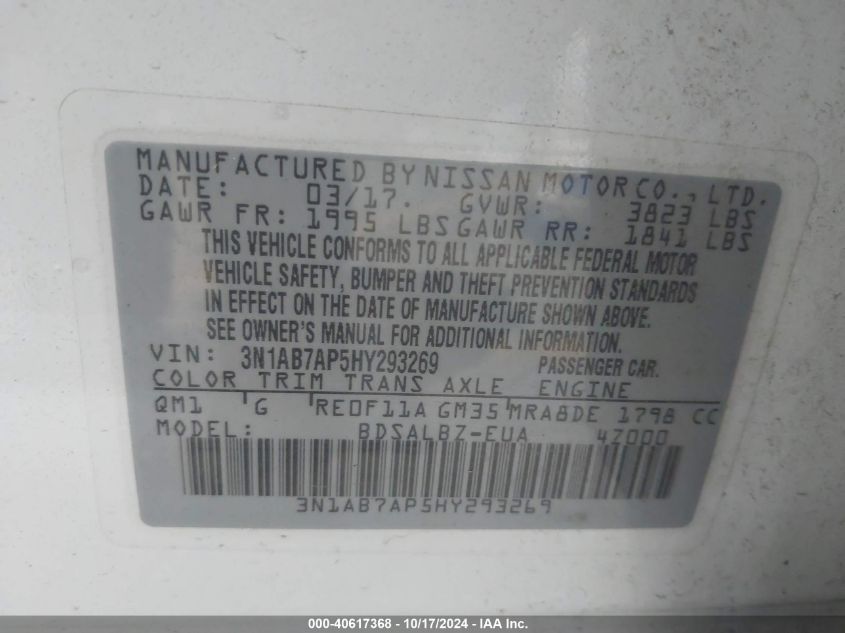 MANUFACTURED BY NISSAN MOTOR CO., LTD.
DATE: 03/17. GVWR: 3823 LBS
GAWR FR: 1995 LBS GAWR RR: 1841 LBS
THIS VEHICLE CONFORMS TO ALL APPLICABLE FEDERAL MOTOR
VEHICLE SAFETY, BUMPER AND THEFT PREVENTION STANDARDS
IN EFFECT ON THE DATE OF MANUFACTURE SHOWN ABOVE.
SEE OWNER'S MANUAL FOR ADDITIONAL INFORMATION.
VIN: 3N1AB7AP5HY293269 PASSENGER CAR.
COLOR TRIM TRANS AXLE ENGINE
QM1 G RE0F11A GM35 MRA8DE 1798 CC
MODEL: BDSALBZ-EUA 47000
3N1AB7AP5HY293269
000-40617368 - 10/17/2024 - IAA Inc.